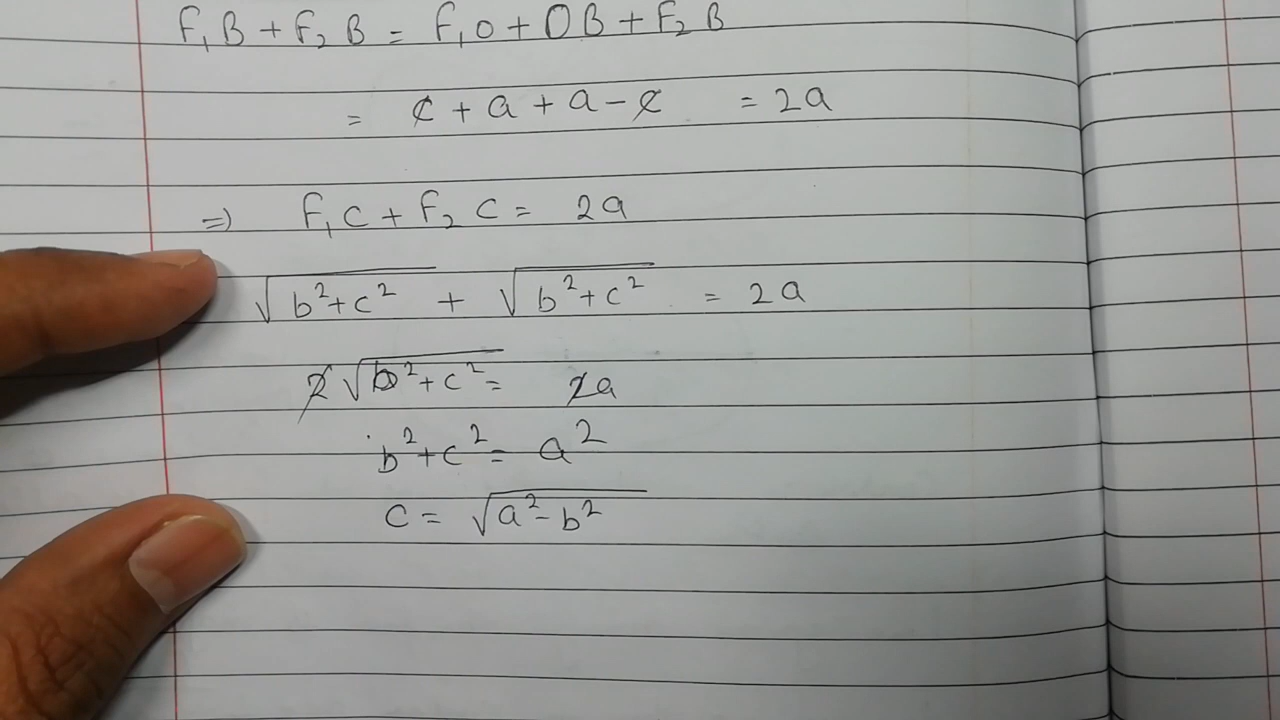 F₁B + F₂B = F₁O + OB + F₂B
= c + a + a - c = 2a
=) F₁C + F₂C = 2a
√b²+c² + √b²+c² = 2a
2√b²+c² = 2a
b²+c² = a²
c = √a²-b²